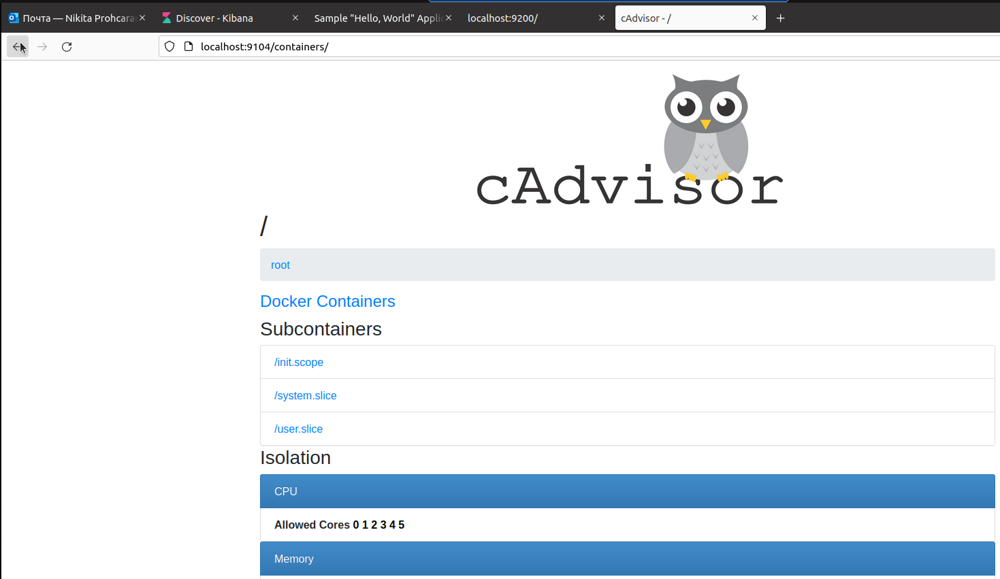 Почта — Nikita Prohcara
Discover - Kibana
Sample "Hello, World" Applic
localhost:9200/
cAdvisor - /
localhost:9104/containers/
cAdvisor
/
root
Docker Containers
Subcontainers
/init.scope
/system.slice
/user.slice
Isolation
CPU
Allowed Cores 0 1 2 3 4 5
Memory